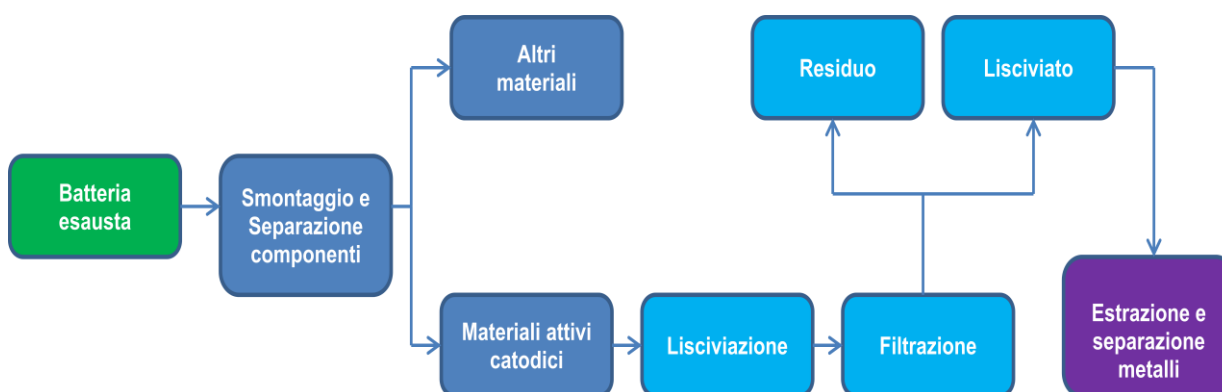 Altri
materiali
Residuo
Lisciviato
Batteria
esausta
Smontaggio e
Separazione
componenti
Materiali attivi
catodici
Lisciviazione
Filtrazione
Estrazione e
separazione
metalli